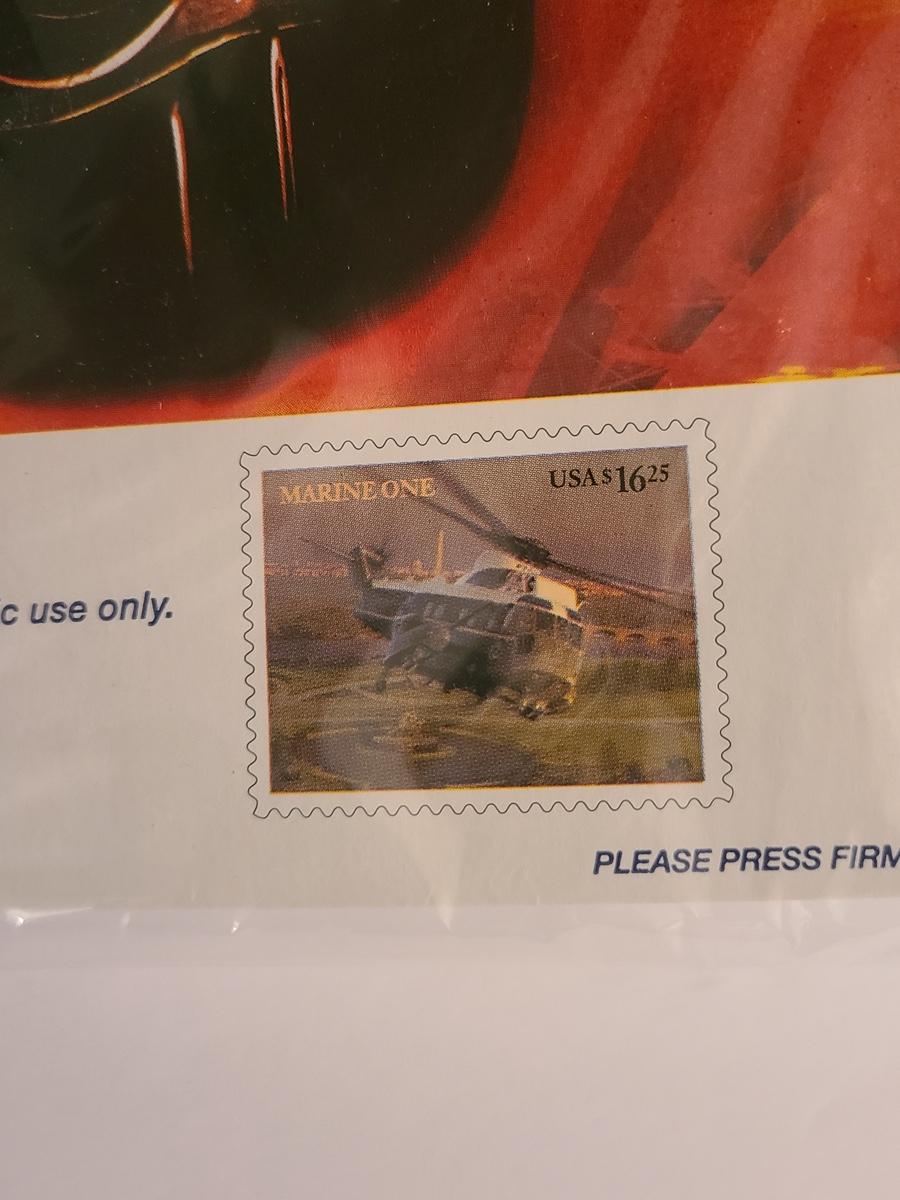 MARINE ONE
USA $16 25
c use only.
PLEASE PRESS FIRM